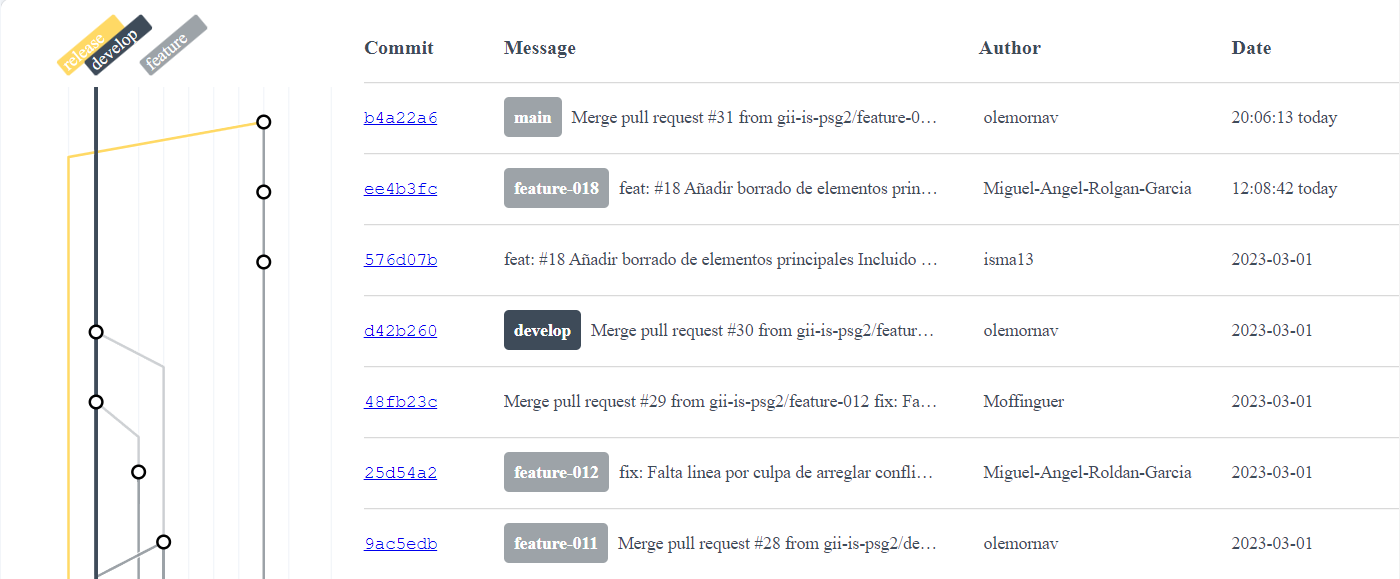 release
develop
feature
Commit Message Author Date
b4a22a6 main Merge pull request #31 from gii-is-psg2/feature-0… olemornav 20:06:13 today
ee4b3fc feature-018 feat: #18 Añadir borrado de elementos prin… Miguel-Angel-Rolgan-Garcia 12:08:42 today
576d07b feat: #18 Añadir borrado de elementos principales Incluido … isma13 2023-03-01
d42b260 develop Merge pull request #30 from gii-is-psg2/featur… olemornav 2023-03-01
48fb23c Merge pull request #29 from gii-is-psg2/feature-012 fix: Fa… Moffinguer 2023-03-01
25d54a2 feature-012 fix: Falta linea por culpa de arreglar confli… Miguel-Angel-Roldan-Garcia 2023-03-01
9ac5edb feature-011 Merge pull request #28 from gii-is-psg2/de… olemornav 2023-03-01